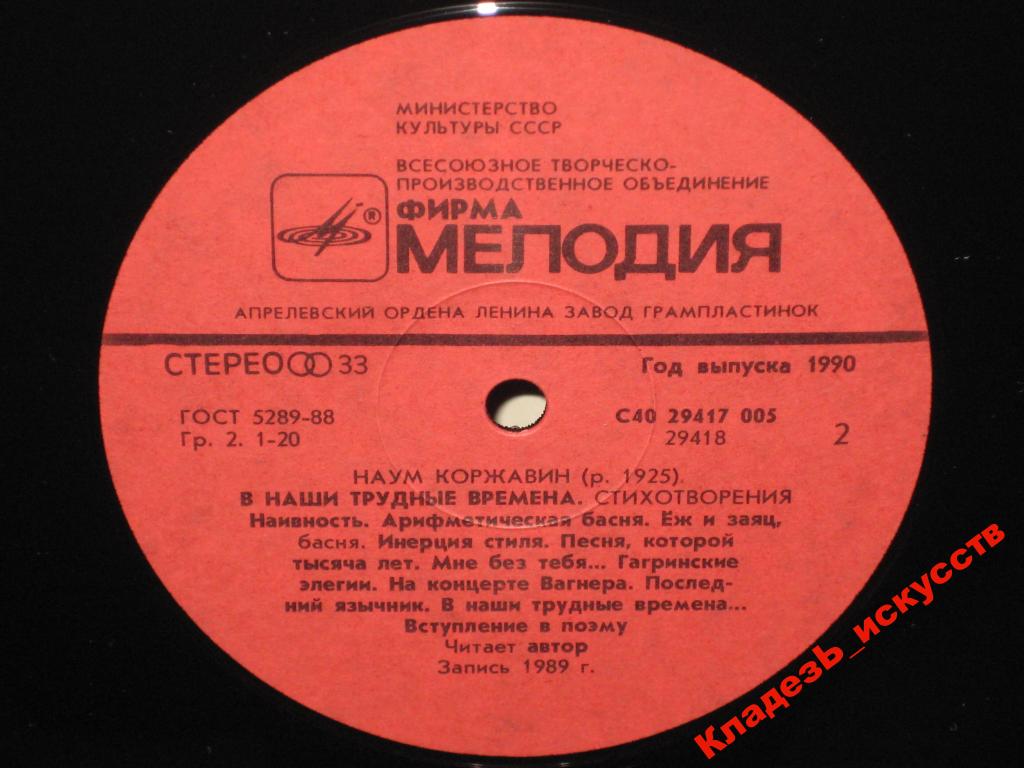 МИНИСТЕРСТВО
КУЛЬТУРЫ СССР
ВСЕСОЮЗНОЕ ТВОРЧЕСКО-
ПРОИЗВОДСТВЕННОЕ ОБЪЕДИНЕНИЕ
®
ФИРМА
МЕЛОДИЯ
АПРЕЛЕВСКИЙ ОРДЕНА ЛЕНИНА ЗАВОД ГРАМПЛАСТИНОК
СТЕРЕО 33
Год выпуска 1990
ГОСТ 5289-88
Гр. 2. 1-20
С40 29417 005
29418
2
НАУМ КОРЖАВИН (р. 1925).
В НАШИ ТРУДНЫЕ ВРЕМЕНА. СТИХОТВОРЕНИЯ
Наивность. Арифметическая басня. Ёж и заяц,
басня. Инерция стиля. Песня, которой
тысяча лет. Мне без тебя... Гагринские
элегии. На концерте Вагнера. Послед-
ний язычник. В наши трудные времена...
Вступление в поэму
Читает автор
Запись 1989 г.
КладезЬ_искусств